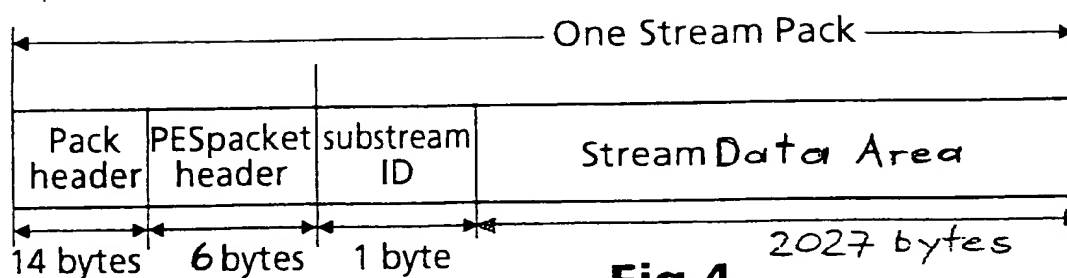 One Stream Pack
Pack header
PESpacket header
substream ID
Stream Data Area
14 bytes
6 bytes
1 byte
2027 bytes
Fig.4